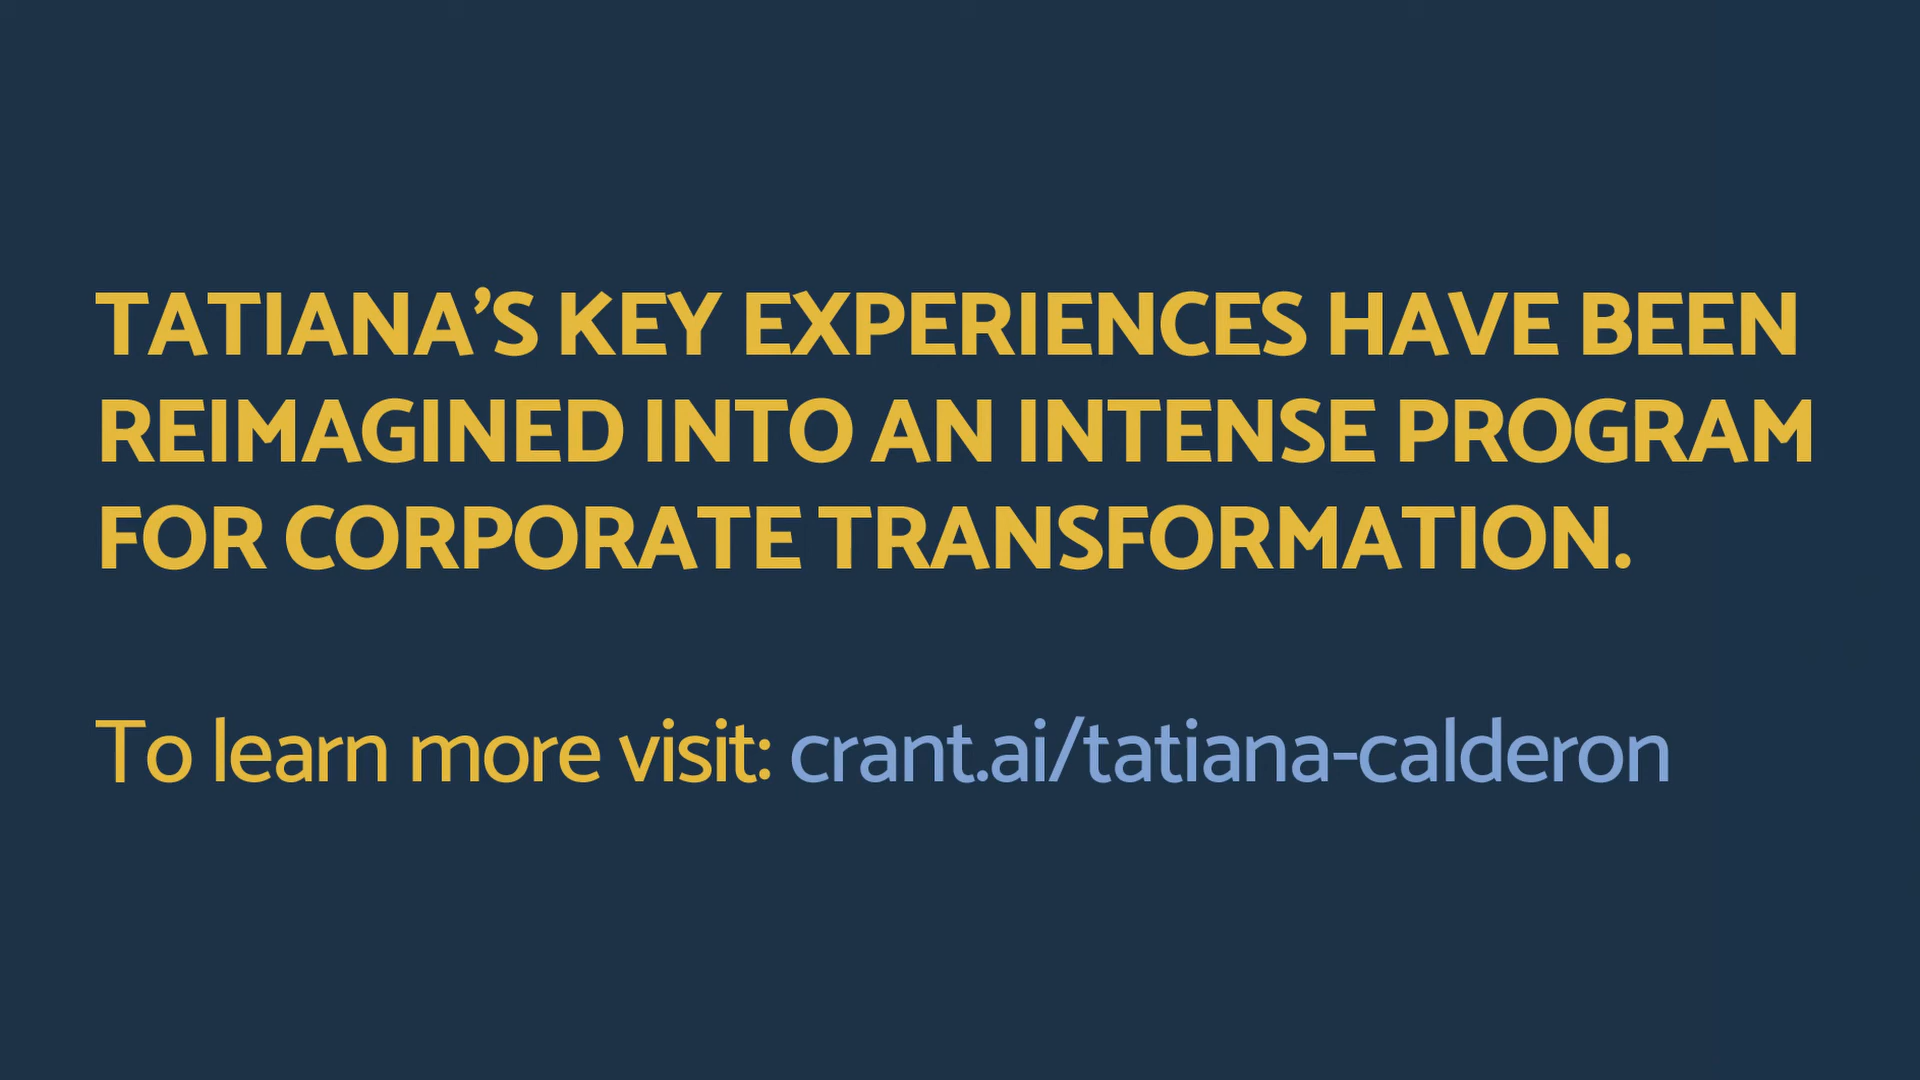 TATIANA’S KEY EXPERIENCES HAVE BEEN
REIMAGINED INTO AN INTENSE PROGRAM
FOR CORPORATE TRANSFORMATION.
To learn more visit: crant.ai/tatiana-calderon